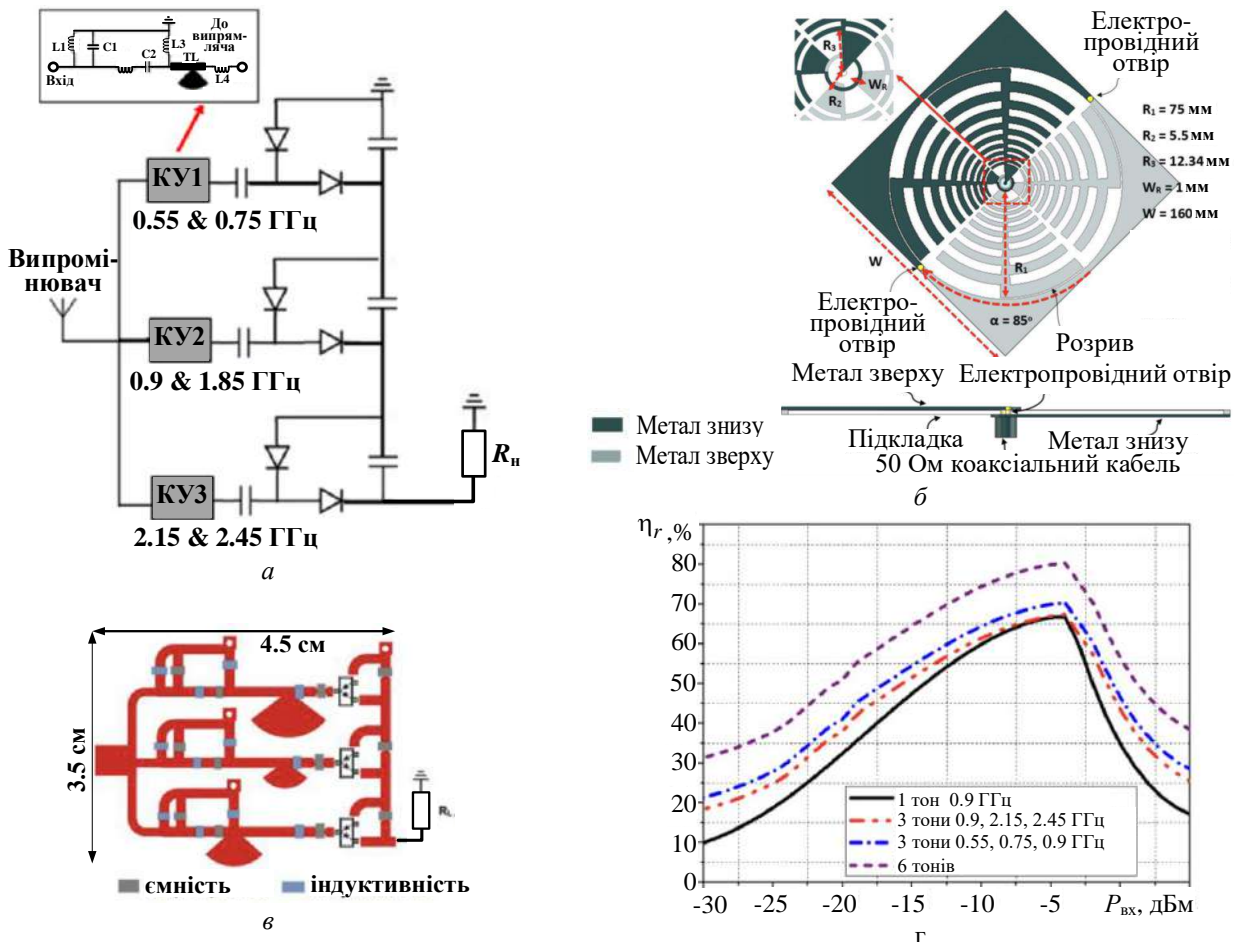 До
випрям-
ляча
L1
C1
L3
C2
TL
L4
Вхід
КУ1
0.55 & 0.75 ГГц
Випромі-
нювач
КУ2
0.9 & 1.85 ГГц
КУ3
2.15 & 2.45 ГГц
Rн
а
Електро-
провідний
отвір
R3
WR
R2
R1 = 75 мм
R2 = 5.5 мм
R3 = 12.34 мм
WR = 1 мм
W = 160 мм
W
R1
α = 85°
Електро-
провідний
отвір
Розрив
Метал зверху
Електропровідний отвір
Метал знизу
Метал зверху
Підкладка
Метал знизу
50 Ом коаксіальний кабель
б
4.5 см
3.5 см
RL
ємність
індуктивність
в
ηr ,%
80
70
60
50
40
30
20
10
0
1 тон 0.9 ГГц
3 тони 0.9, 2.15, 2.45 ГГц
3 тони 0.55, 0.75, 0.9 ГГц
6 тонів
-30 -25 -20 -15 -10 -5 Pвх, дБм
г